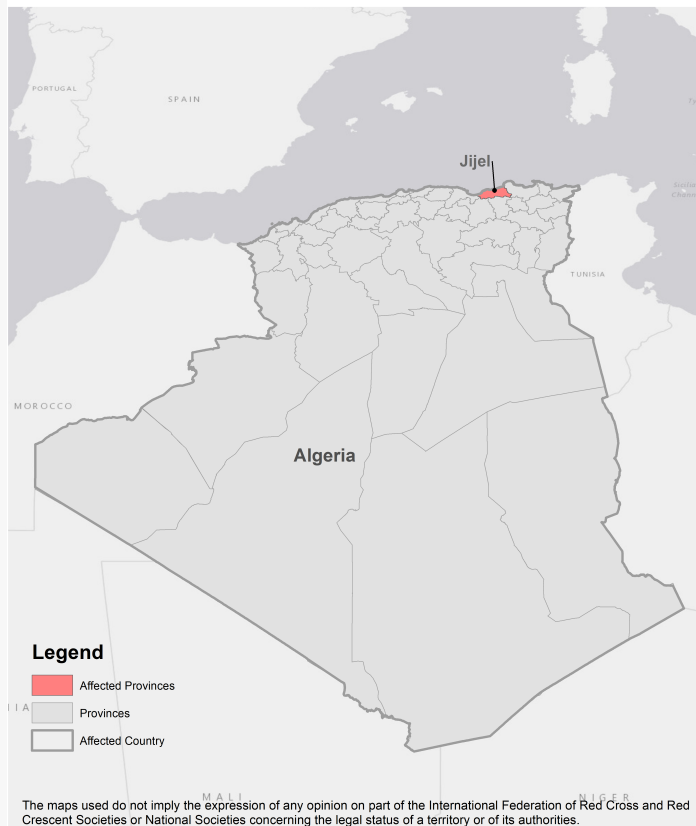 PORTUGAL
SPAIN
Jijel
TUNISIA
MOROCCO
Algeria
Legend
Affected Provinces
Provinces
Affected Country
MALI
NIGER
The maps used do not imply the expression of any opinion on part of the International Federation of Red Cross and Red
Crescent Societies or National Societies concerning the legal status of a territory or of its authorities.